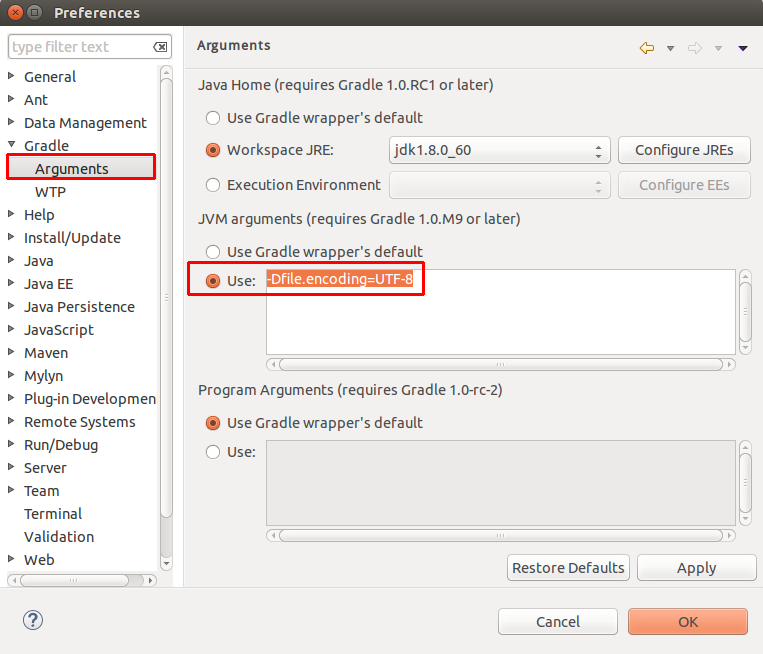 Preferences
type filter text
General
Ant
Data Management
Gradle
Arguments
WTP
Help
Install/Update
Java
Java EE
Java Persistence
JavaScript
Maven
Mylyn
Plug-in Developmen
Remote Systems
Run/Debug
Server
Team
Terminal
Validation
Web
Arguments
Java Home (requires Gradle 1.0.RC1 or later)
Use Gradle wrapper's default
Workspace JRE: jdk1.8.0_60 Configure JREs
Execution Environment Configure EEs
JVM arguments (requires Gradle 1.0.M9 or later)
Use Gradle wrapper's default
Use: -Dfile.encoding=UTF-8
Program Arguments (requires Gradle 1.0-rc-2)
Use Gradle wrapper's default
Use:
Restore Defaults Apply
? Cancel OK